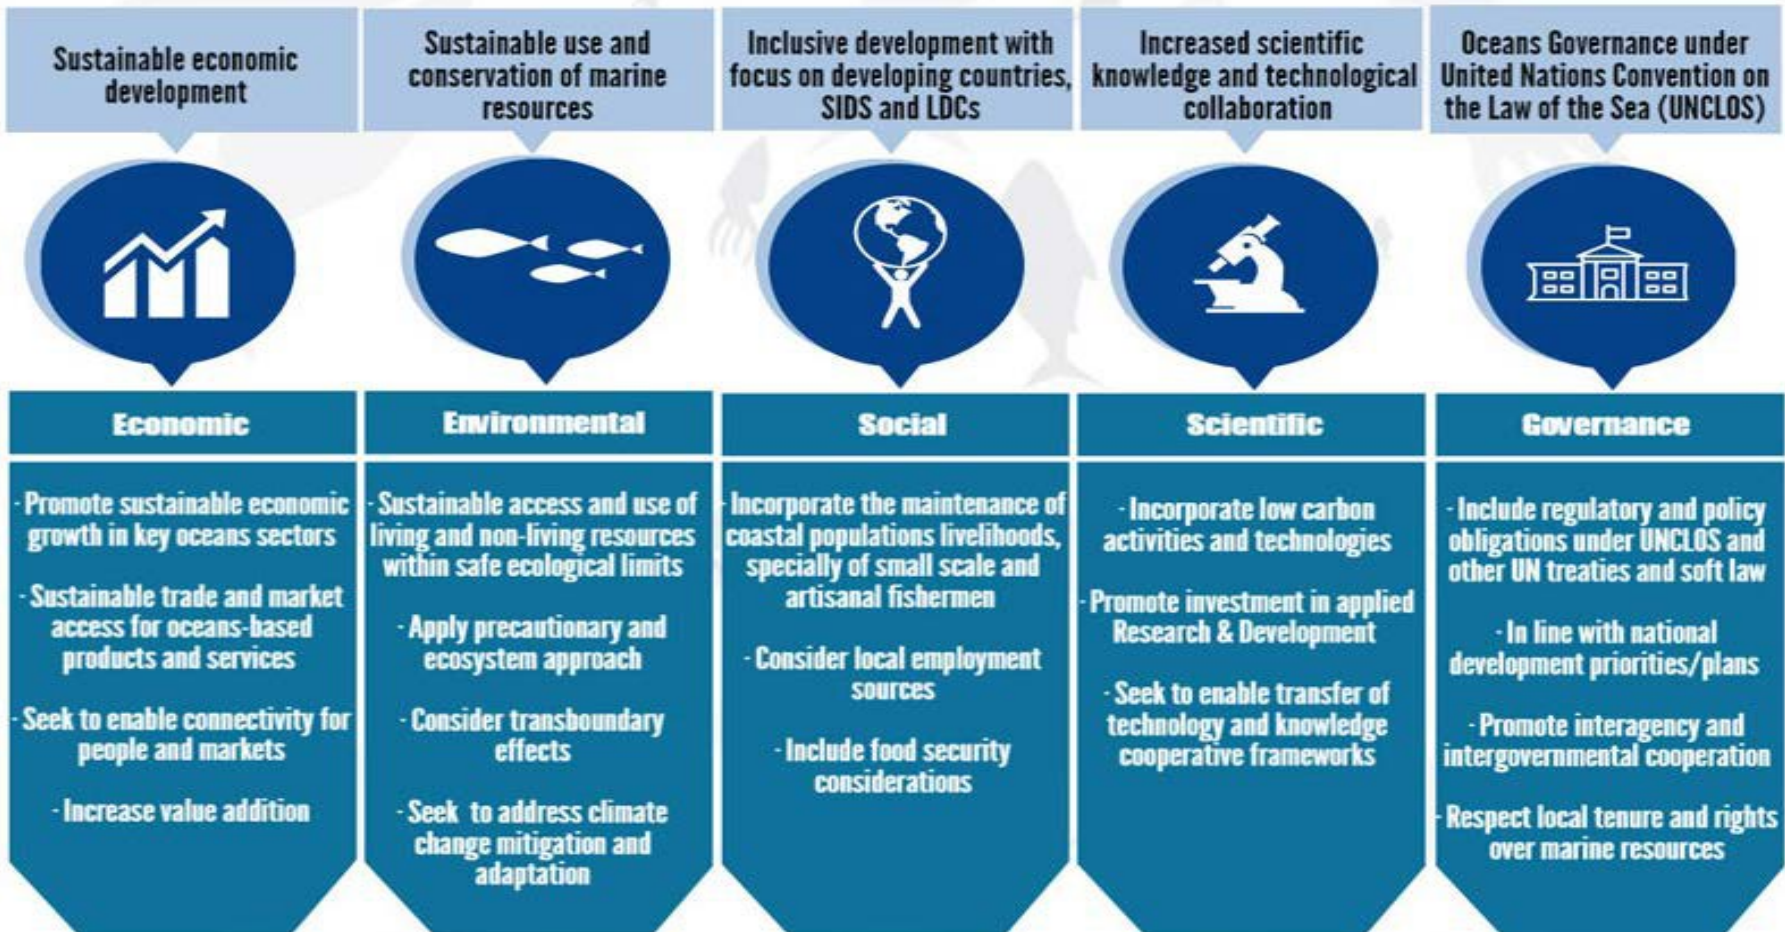 Sustainable economic
development
Sustainable use and
conservation of marine
resources
Inclusive development with
focus on developing countries,
SIDS and LDCs
Increased scientific
knowledge and technological
collaboration
Oceans Governance under
United Nations Convention on
the Law of the Sea (UNCLOS)
Economic
- Promote sustainable economic
growth in key oceans sectors
- Sustainable trade and market
access for oceans-based
products and services
- Seek to enable connectivity for
people and markets
- Increase value addition
Environmental
- Sustainable access and use of
living and non-living resources
within safe ecological limits
- Apply precautionary and
ecosystem approach
- Consider transboundary
effects
- Seek to address climate
change mitigation and
adaptation
Social
- Incorporate the maintenance of
coastal populations livelihoods,
specially of small scale and
artisanal fishermen
- Consider local employment
sources
- Include food security
considerations
Scientific
- Incorporate low carbon
activities and technologies
- Promote investment in applied
Research & Development
- Seek to enable transfer of
technology and knowledge
cooperative frameworks
Governance
- Include regulatory and policy
obligations under UNCLOS and
other UN treaties and soft law
- In line with national
development priorities/plans
- Promote interagency and
intergovernmental cooperation
- Respect local tenure and rights
over marine resources